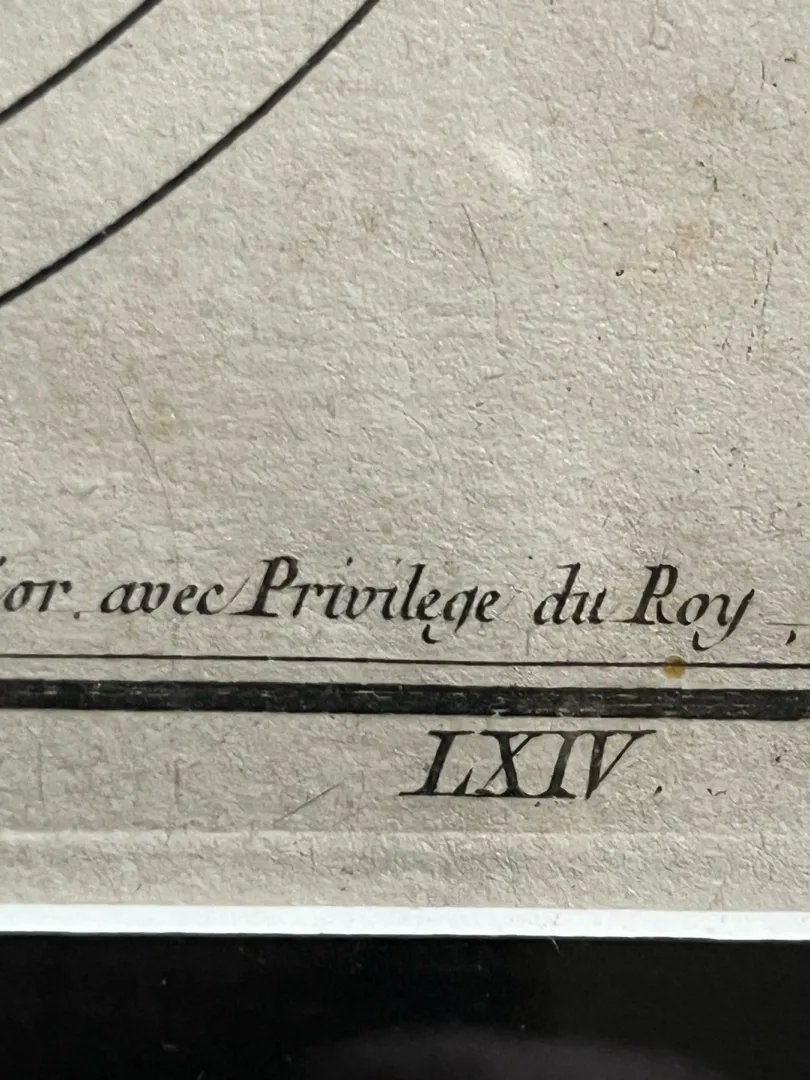 or. avec Privilege du Roy,
LXIV.